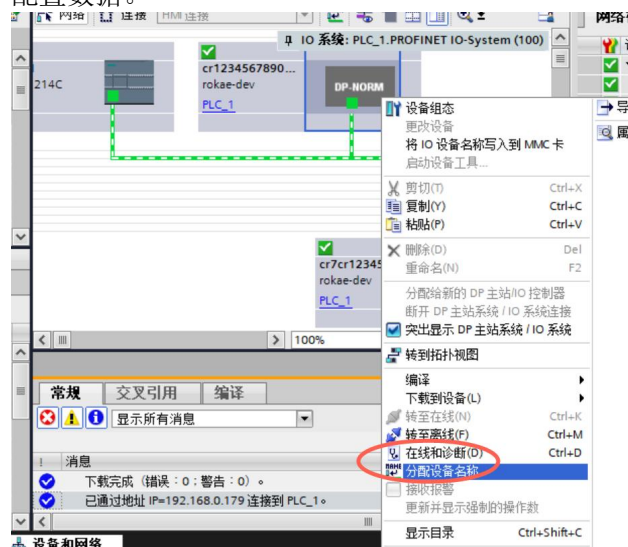 配置数据。
网络 连接 HMI 连接
网络
IO 系统: PLC_1.PROFINET IO-System (100)
214C
cr1234567890...
rokae-dev
PLC_1
DP-NORM
设备组态
更改设备
将 IO 设备名称写入到 MMC 卡
启动设备工具...
剪切(T) Ctrl+X
复制(Y) Ctrl+C
粘贴(P) Ctrl+V
删除(D) Del
重命名(N) F2
分配给新的 DP 主站/IO 控制器
断开 DP 主站系统 / IO 系统连接
突出显示 DP 主站系统 / IO 系统
转到拓扑视图
编译
下载到设备(L)
转至在线(N) Ctrl+K
转至离线(F) Ctrl+M
在线和诊断(D) Ctrl+D
分配设备名称
接收报警
更新并显示强制的操作数
显示目录 Ctrl+Shift+C
导
属
cr7cr12345
rokae-dev
PLC_1
100%
常规 交叉引用 编译
显示所有消息
! 消息
下载完成（错误：0；警告：0）。
已通过地址 IP=192.168.0.179 连接到 PLC_1。
设备和网络